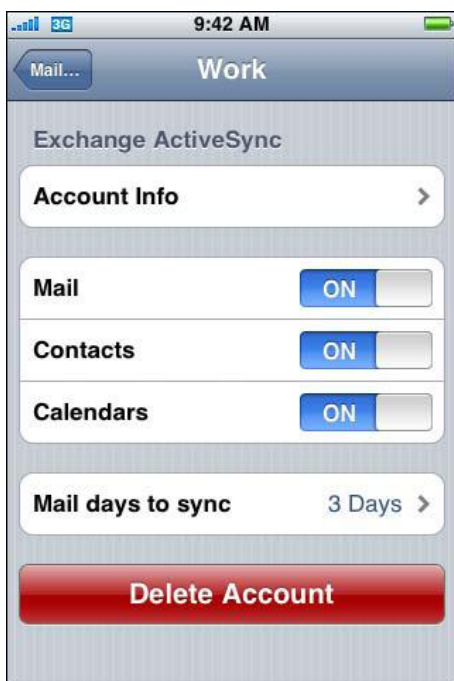 3G 9:42 AM
Mail... Work
Exchange ActiveSync
Account Info
Mail ON
Contacts ON
Calendars ON
Mail days to sync 3 Days
Delete Account